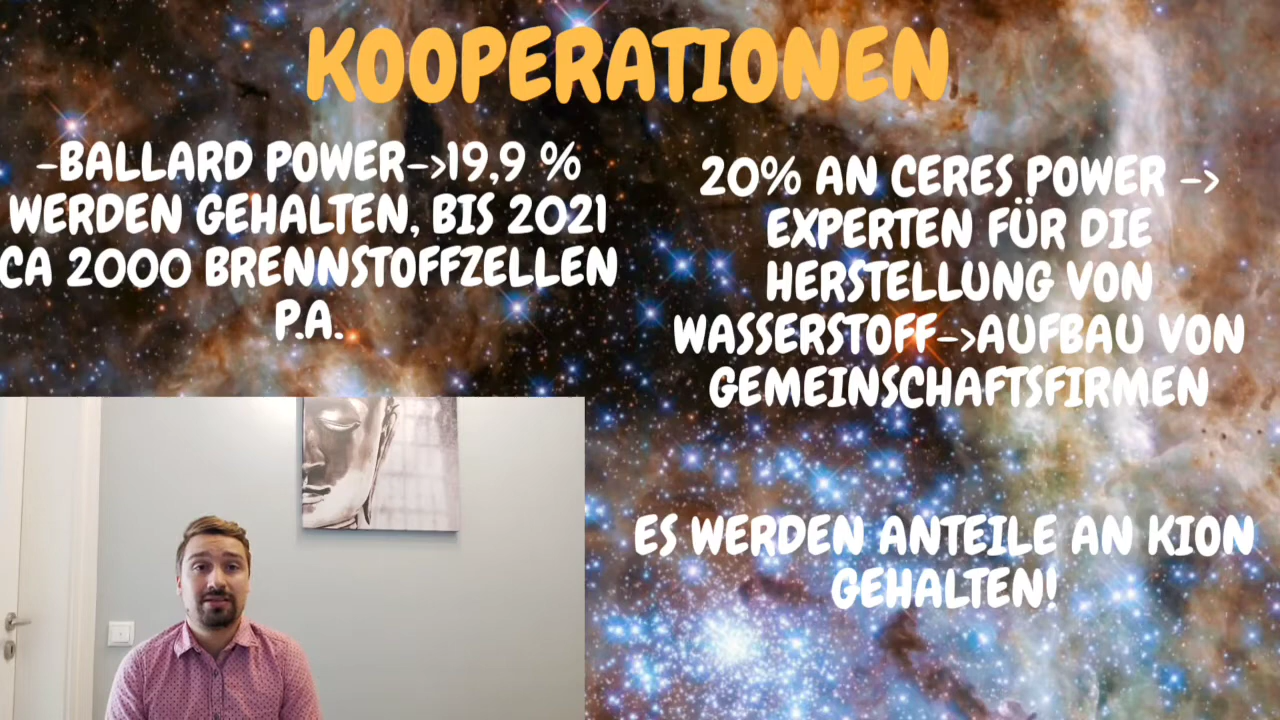 KOOPERATIONEN
-BALLARD POWER->19,9 %
WERDEN GEHALTEN, BIS 2021
CA 2000 BRENNSTOFFZELLEN
P.A.
20% AN CERES POWER ->
EXPERTEN FÜR DIE
HERSTELLUNG VON
WASSERSTOFF->AUFBAU VON
GEMEINSCHAFTSFIRMEN
ES WERDEN ANTEILE AN KION
GEHALTEN!